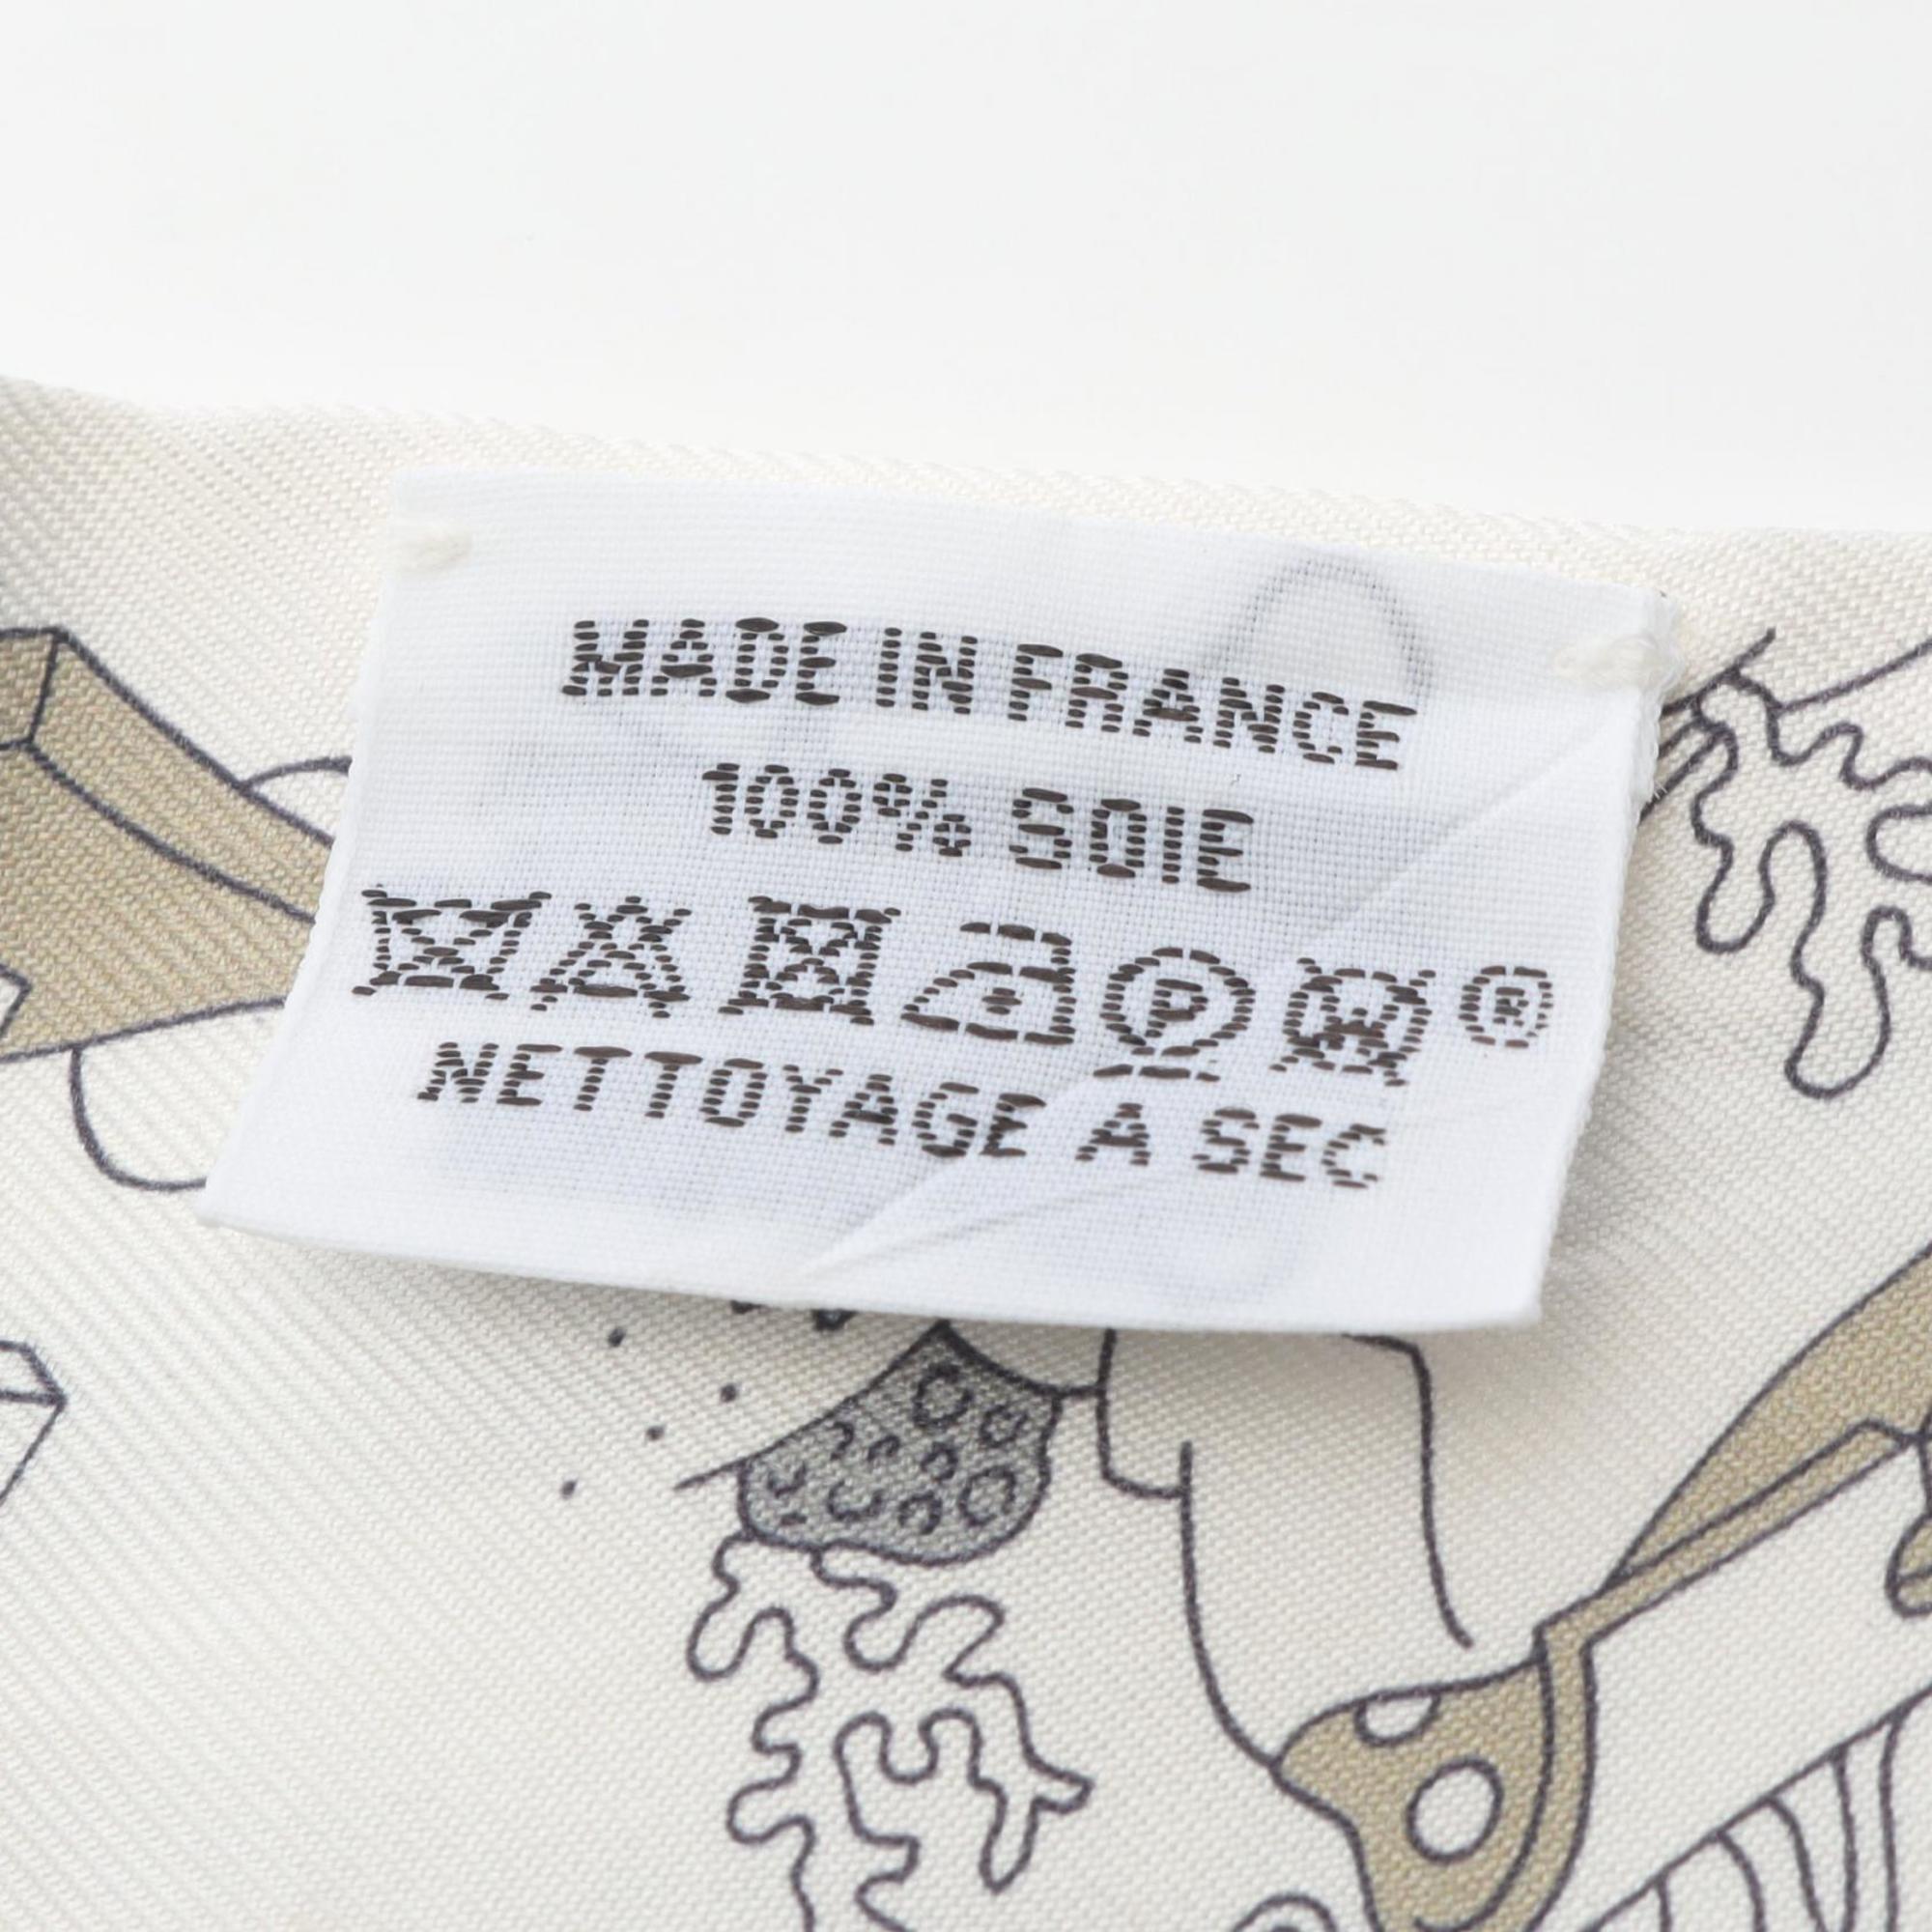 MADE IN FRANCE
100% SOIE
P W ®
NETTOYAGE A SEC